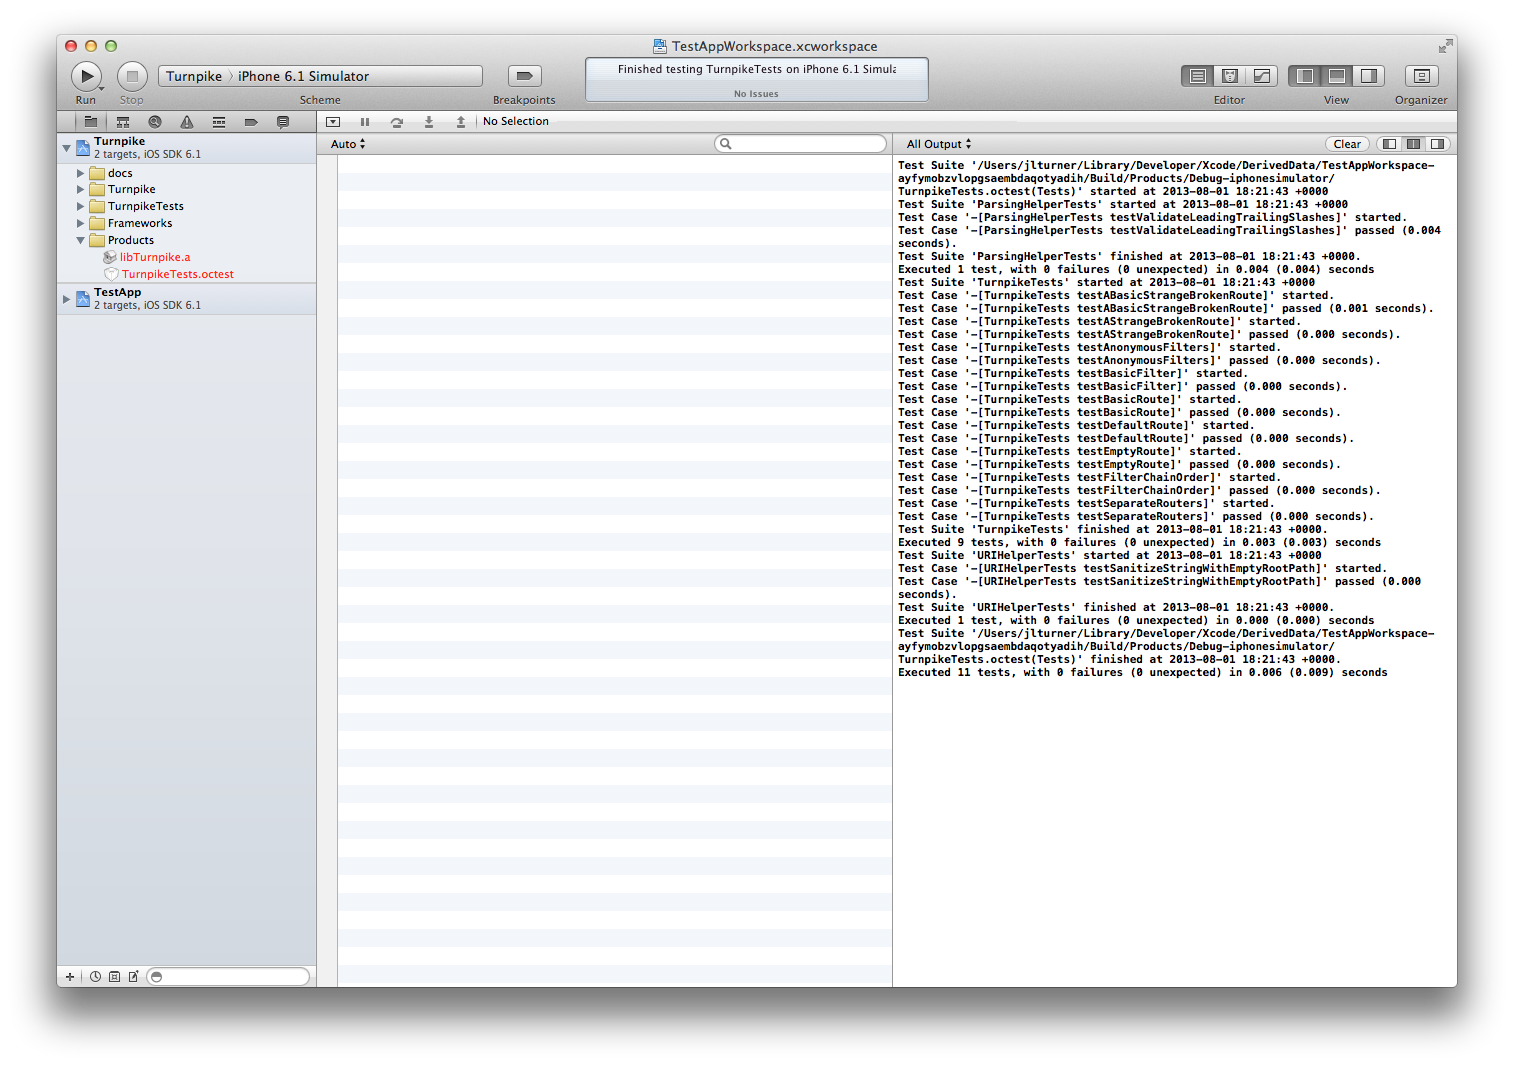 TestAppWorkspace.xcworkspace
Turnpike
iPhone 6.1 Simulator
Finished testing TurnpikeTests on iPhone 6.1 Simula
No Issues
Run
Stop
Scheme
Breakpoints
Editor
View
Organizer
No Selection
Turnpike
2 targets, iOS SDK 6.1
docs
Turnpike
TurnpikeTests
Frameworks
Products
libTurnpike.a
TurnpikeTests.octest
TestApp
2 targets, iOS SDK 6.1
Auto
All Output
Clear
Test Suite '/Users/jlturner/Library/Developer/Xcode/DerivedData/TestAppWorkspace-
ayfymobzvlopgsaembdaqotyadih/Build/Products/Debug-iphonesimulator/
TurnpikeTests.octest(Tests)' started at 2013-08-01 18:21:43 +0000
Test Suite 'ParsingHelperTests' started at 2013-08-01 18:21:43 +0000
Test Case '-[ParsingHelperTests testValidateLeadingTrailingSlashes]' started.
Test Case '-[ParsingHelperTests testValidateLeadingTrailingSlashes]' passed (0.004
seconds).
Test Suite 'ParsingHelperTests' finished at 2013-08-01 18:21:43 +0000.
Executed 1 test, with 0 failures (0 unexpected) in 0.004 (0.004) seconds
Test Suite 'TurnpikeTests' started at 2013-08-01 18:21:43 +0000
Test Case '-[TurnpikeTests testABasicStrangeBrokenRoute]' started.
Test Case '-[TurnpikeTests testABasicStrangeBrokenRoute]' passed (0.001 seconds).
Test Case '-[TurnpikeTests testAStrangeBrokenRoute]' started.
Test Case '-[TurnpikeTests testAStrangeBrokenRoute]' passed (0.000 seconds).
Test Case '-[TurnpikeTests testAnonymousFilters]' started.
Test Case '-[TurnpikeTests testAnonymousFilters]' passed (0.000 seconds).
Test Case '-[TurnpikeTests testBasicFilter]' started.
Test Case '-[TurnpikeTests testBasicFilter]' passed (0.000 seconds).
Test Case '-[TurnpikeTests testBasicRoute]' started.
Test Case '-[TurnpikeTests testBasicRoute]' passed (0.000 seconds).
Test Case '-[TurnpikeTests testDefaultRoute]' started.
Test Case '-[TurnpikeTests testDefaultRoute]' passed (0.000 seconds).
Test Case '-[TurnpikeTests testEmptyRoute]' started.
Test Case '-[TurnpikeTests testEmptyRoute]' passed (0.000 seconds).
Test Case '-[TurnpikeTests testFilterChainOrder]' started.
Test Case '-[TurnpikeTests testFilterChainOrder]' passed (0.000 seconds).
Test Case '-[TurnpikeTests testSeparateRouters]' started.
Test Case '-[TurnpikeTests testSeparateRouters]' passed (0.000 seconds).
Test Suite 'TurnpikeTests' finished at 2013-08-01 18:21:43 +0000.
Executed 9 tests, with 0 failures (0 unexpected) in 0.003 (0.003) seconds
Test Suite 'URIHelperTests' started at 2013-08-01 18:21:43 +0000
Test Case '-[URIHelperTests testSanitizeStringWithEmptyRootPath]' started.
Test Case '-[URIHelperTests testSanitizeStringWithEmptyRootPath]' passed (0.000
seconds).
Test Suite 'URIHelperTests' finished at 2013-08-01 18:21:43 +0000.
Executed 1 test, with 0 failures (0 unexpected) in 0.000 (0.000) seconds
Test Suite '/Users/jlturner/Library/Developer/Xcode/DerivedData/TestAppWorkspace-
ayfymobzvlopgsaembdaqotyadih/Build/Products/Debug-iphonesimulator/
TurnpikeTests.octest(Tests)' finished at 2013-08-01 18:21:43 +0000.
Executed 11 tests, with 0 failures (0 unexpected) in 0.006 (0.009) seconds